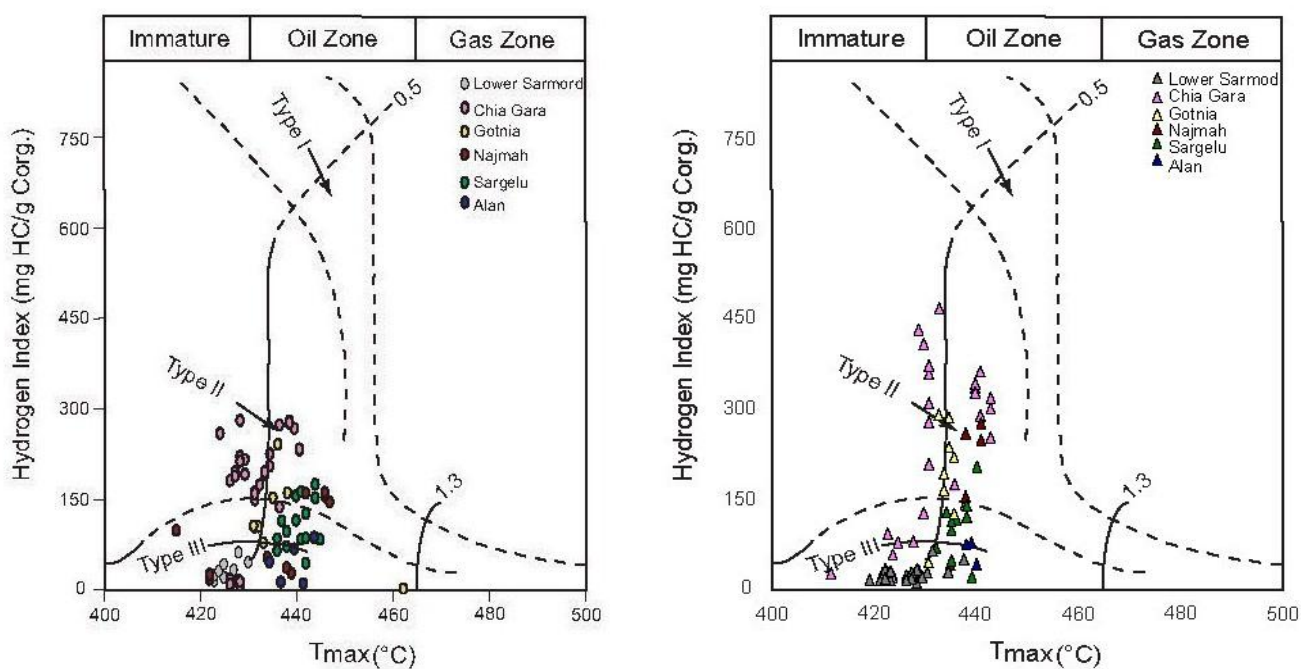 Immature Oil Zone Gas Zone
Lower Sarmord
Chia Gara
Gotnia
Najmah
Sargelu
Alan
0.5
Type I
Type II
Type III
1.3
750
600
450
300
150
0
Hydrogen Index (mg HC/g Corg.)
400 420 440 460 480 500
Tmax (°C)
Immature Oil Zone Gas Zone
Lower Sarmod
Chia Gara
Gotnia
Najmah
Sargelu
Alan
0.5
Type I
Type II
Type III
1.3
750
600
450
300
150
0
Hydrogen Index (mg HC/g Corg.)
400 420 440 460 480 500
Tmax (°C)